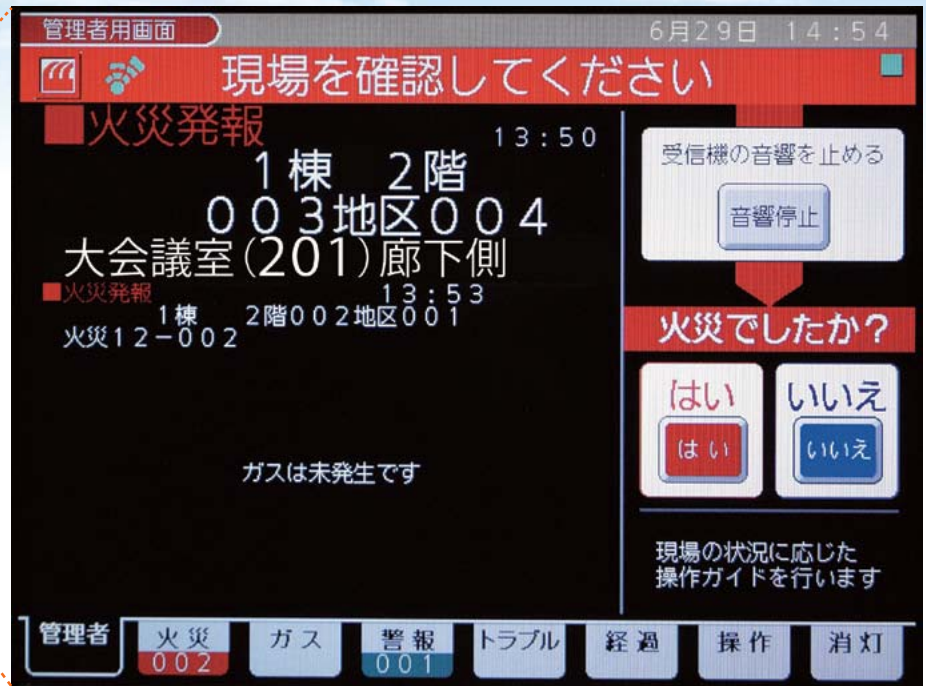 管理者用画面
6月29日 14:54
現場を確認してください
■火災発報
13:50
1棟 2階
003地区004
大会議室(201)廊下側
■火災発報
13:53
1棟 2階002地区001
火災12-002
ガスは未発生です
受信機の音響を止める
音響停止
火災でしたか?
はい
はい
いいえ
いいえ
現場の状況に応じた
操作ガイドを行います
管理者
火災
002
ガス
警報
001
トラブル
経過
操作
消灯